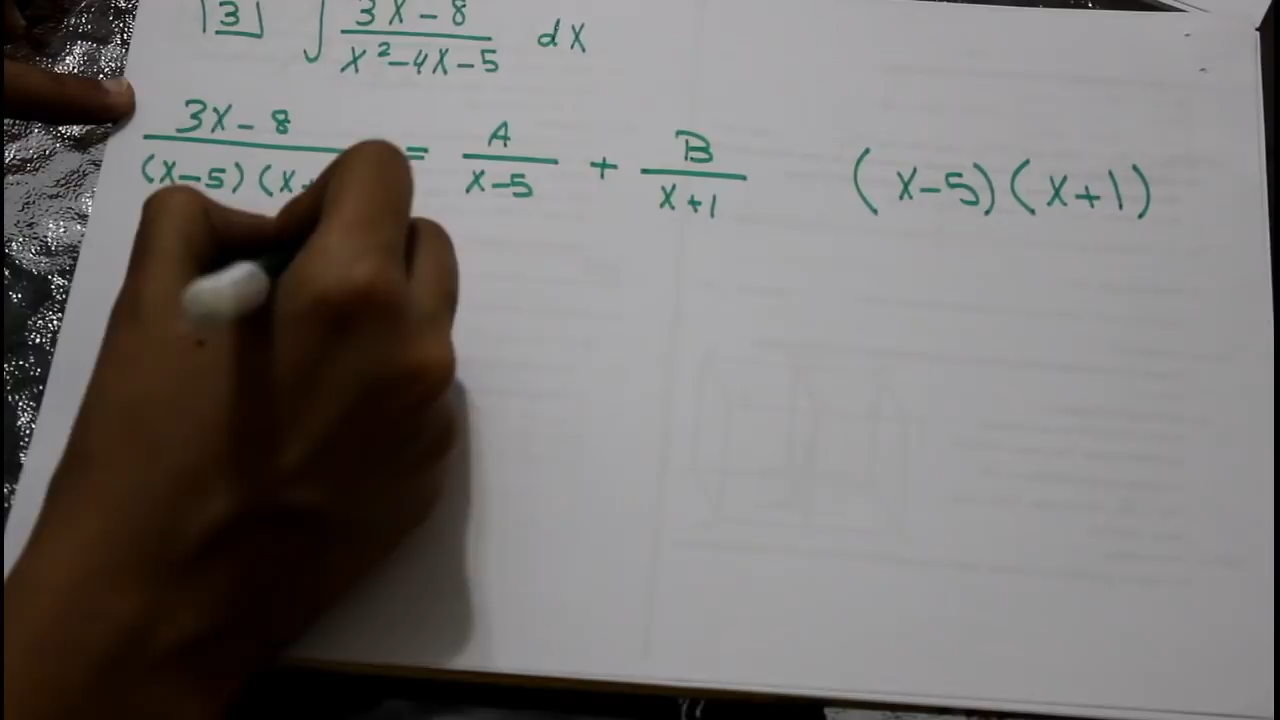 3 ∫ 3x-8 / x²-4x-5 dx
3x-8 / (x-5)(x+ = A / x-5 + B / x+1 (x-5)(x+1)